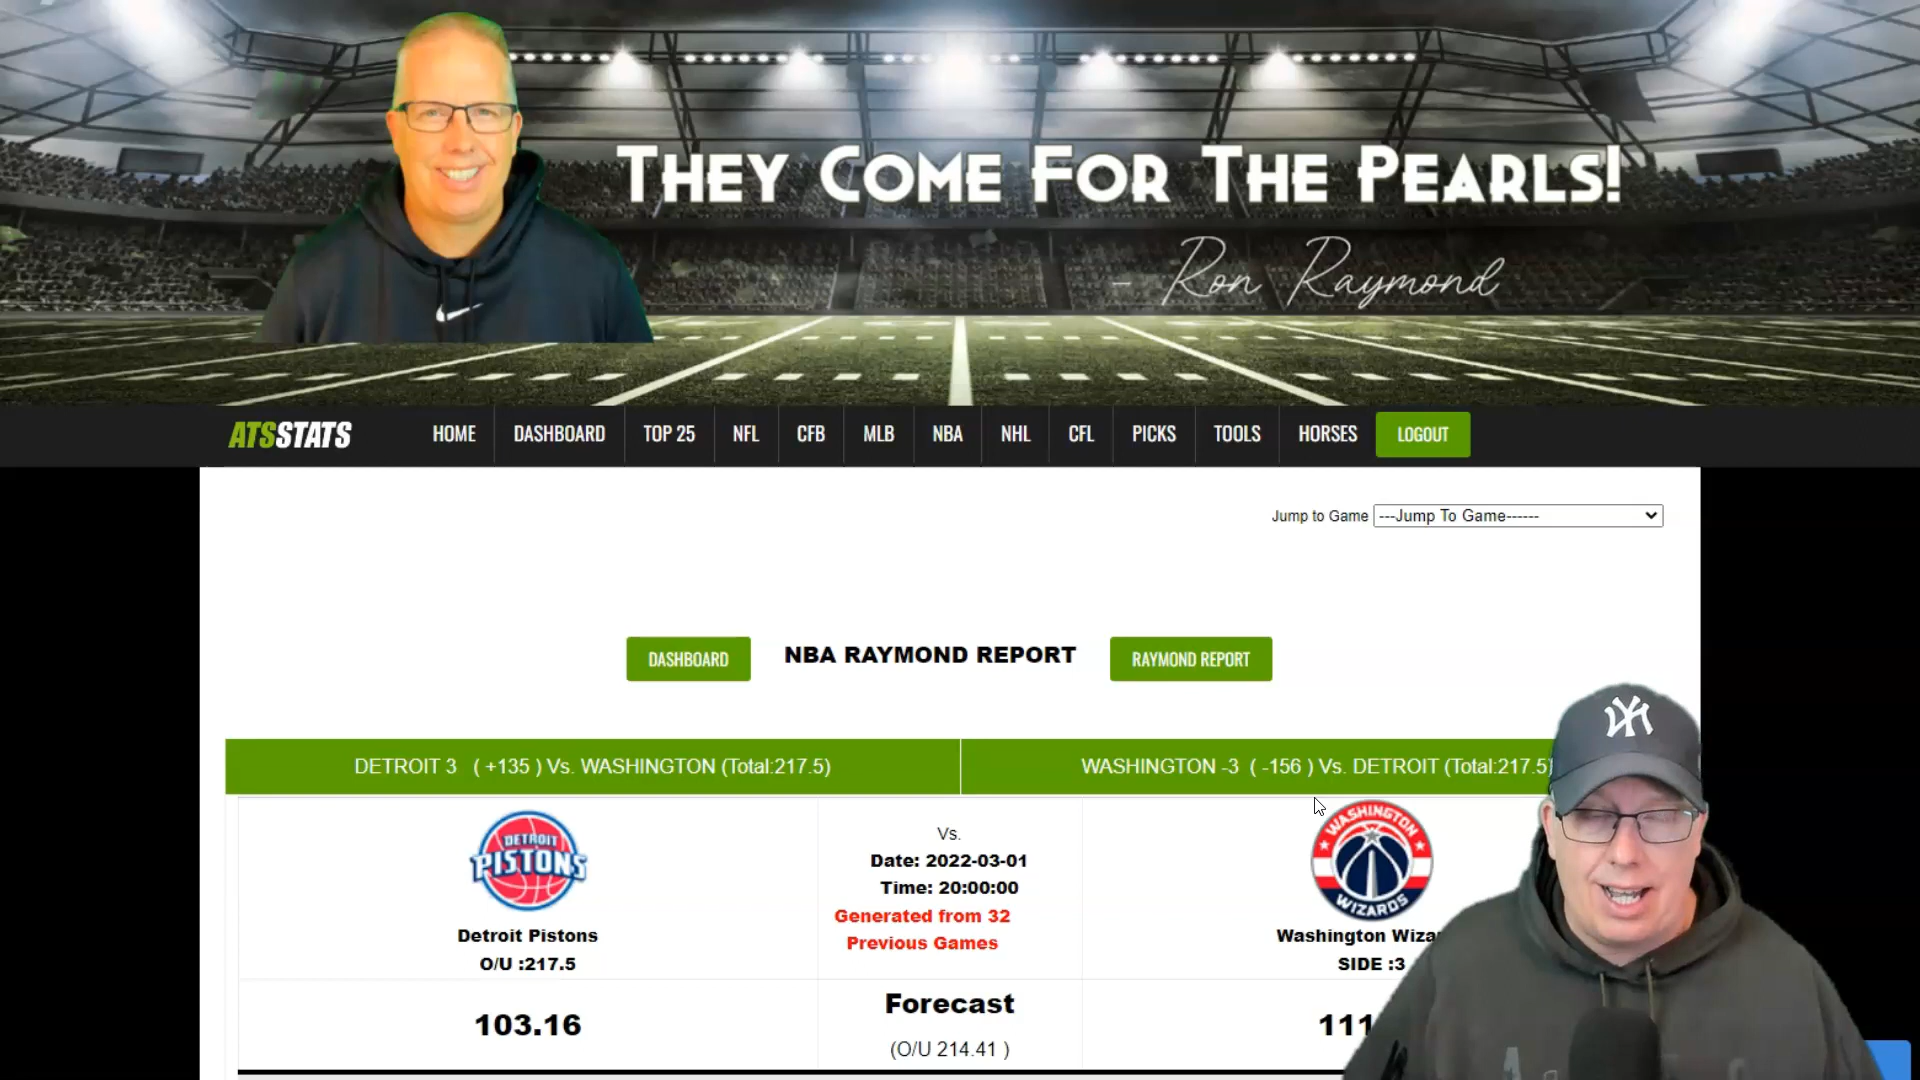 THEY COME FOR THE PEARLS!
- Ron Raymond
ATSSTATS HOME DASHBOARD TOP 25 NFL CFB MLB NBA NHL CFL PICKS TOOLS HORSES LOGOUT
Jump to Game ---Jump To Game------
DASHBOARD NBA RAYMOND REPORT RAYMOND REPORT
DETROIT 3 ( +135 ) Vs. WASHINGTON (Total:217.5) WASHINGTON -3 ( -156 ) Vs. DETROIT (Total:217.5)
DETROIT
PISTONS
WASHINGTON
WIZARDS
Vs.
Date: 2022-03-01
Time: 20:00:00
Generated from 32
Previous Games
Detroit Pistons
O/U :217.5
Washington Wiza
SIDE :3
103.16 Forecast 111
(O/U 214.41 )
NY